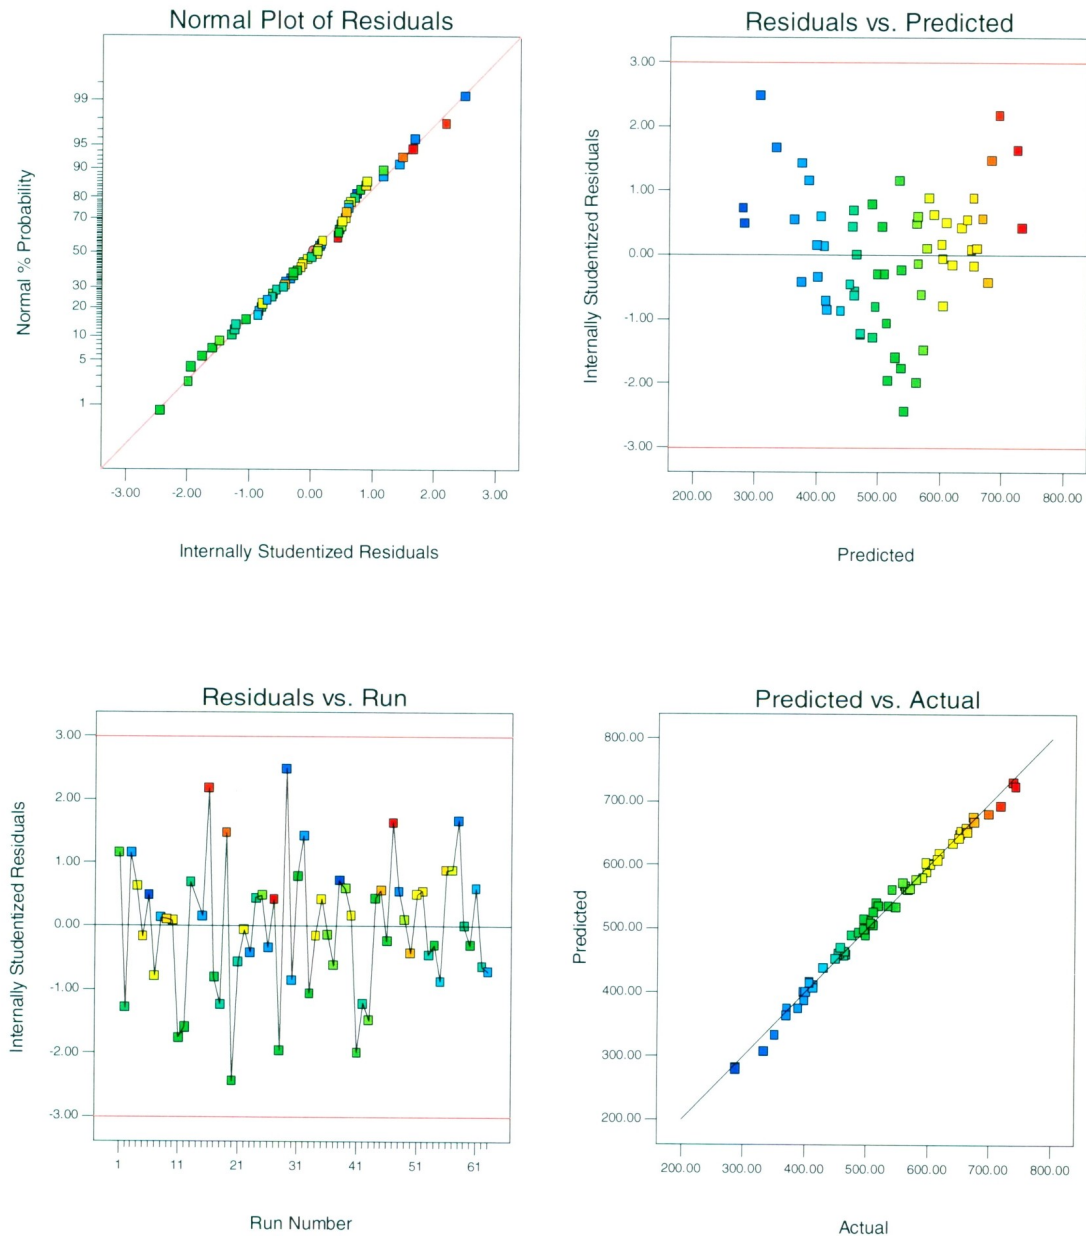 Normal Plot of Residuals
Normal % Probability
99
95
90
80
70
50
30
20
10
5
1
-3.00 -2.00 -1.00 0.00 1.00 2.00 3.00
Internally Studentized Residuals
Residuals vs. Predicted
Internally Studentized Residuals
3.00
2.00
1.00
0.00
-1.00
-2.00
-3.00
200.00 300.00 400.00 500.00 600.00 700.00 800.00
Predicted
Residuals vs. Run
Internally Studentized Residuals
3.00
2.00
1.00
0.00
-1.00
-2.00
-3.00
1 11 21 31 41 51 61
Run Number
Predicted vs. Actual
Predicted
800.00
700.00
600.00
500.00
400.00
300.00
200.00
200.00 300.00 400.00 500.00 600.00 700.00 800.00
Actual